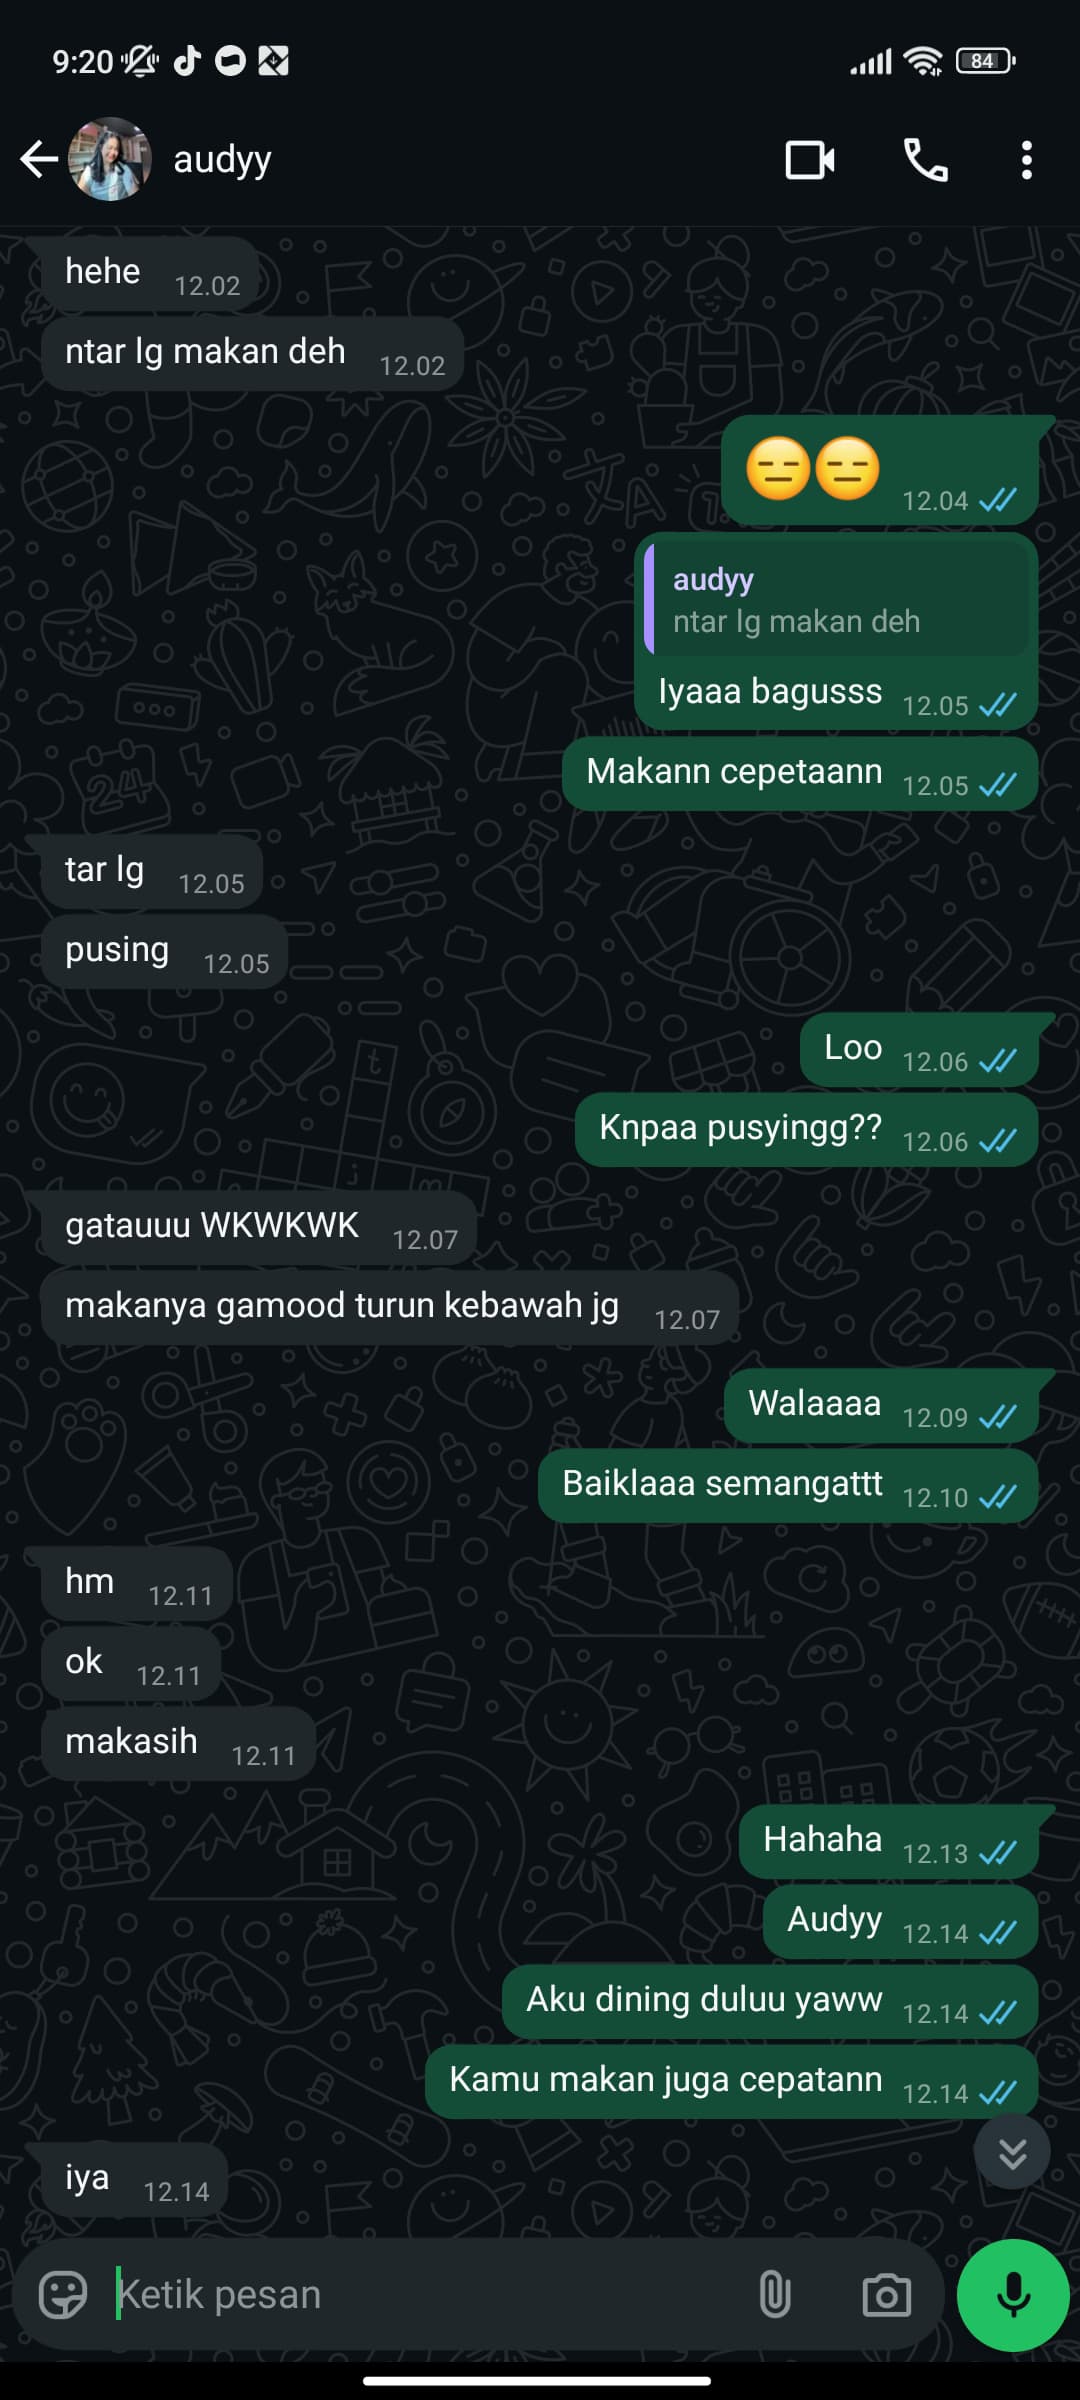 9:20
84
audyy
hehe 12.02
ntar lg makan deh 12.02
😑😑 12.04
audyy
ntar lg makan deh
Iyaaa bagusss 12.05
Makann cepetaann 12.05
tar lg 12.05
pusing 12.05
Loo 12.06
Knpaa pusyingg?? 12.06
gatauuu WKWKWK 12.07
makanya gamood turun kebawah jg 12.07
Walaaaa 12.09
Baiklaaa semangattt 12.10
hm 12.11
ok 12.11
makasih 12.11
Hahaha 12.13
Audyy 12.14
Aku dining duluu yaww 12.14
Kamu makan juga cepatann 12.14
iya 12.14
Ketik pesan